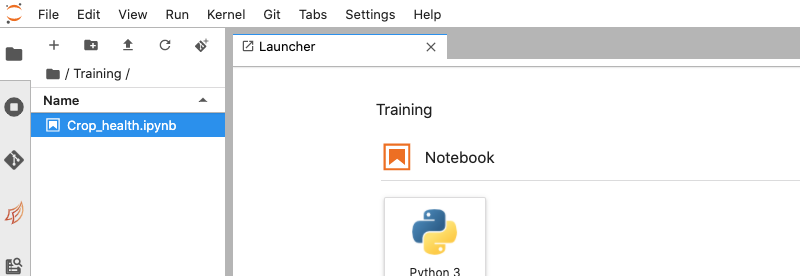 File Edit View Run Kernel Git Tabs Settings Help
Launcher
/ Training /
Name
Crop_health.ipynb
Training
Notebook
Python 3